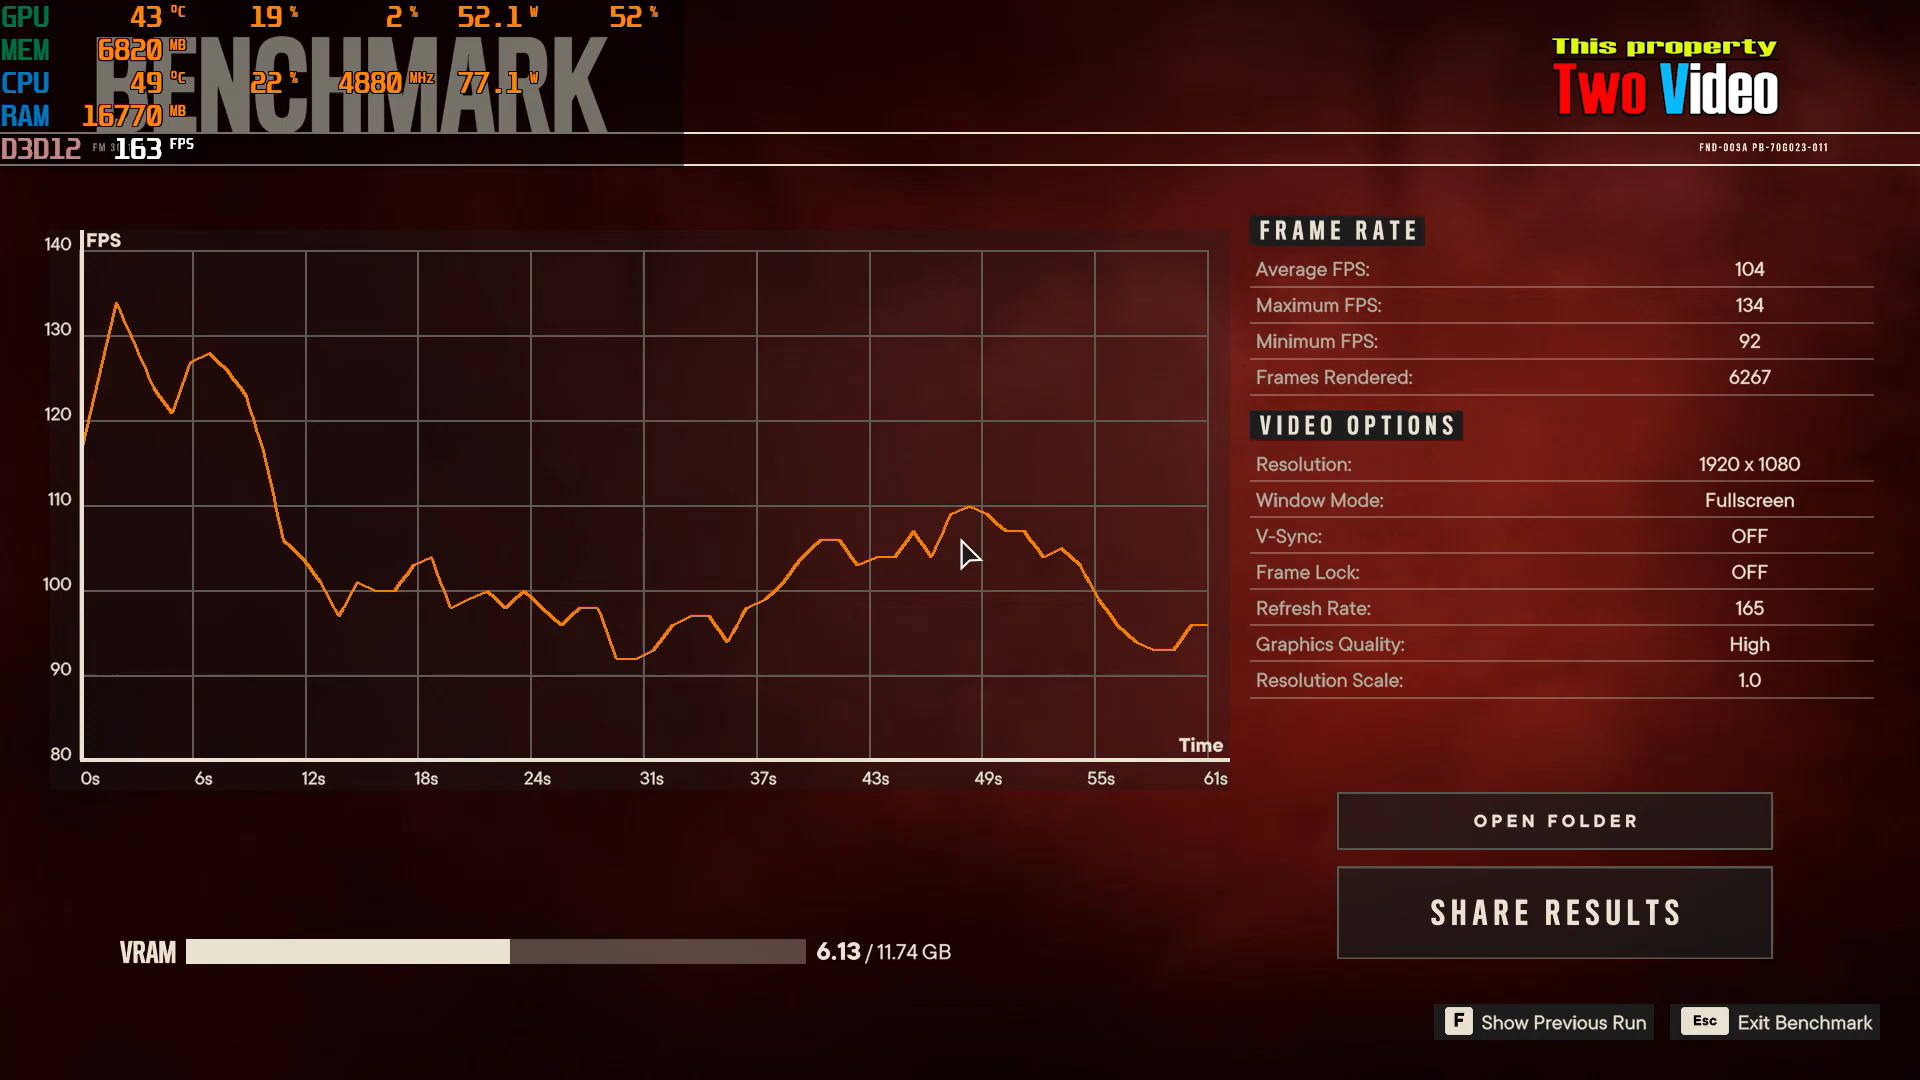 GPU 43 °C 19 % 2 % 52.1 W 52 %
MEM 6820 MB
BENCHMARK
CPU 49 °C 22 % 4880 MHz 77.1 W
RAM 16770 MB
D3D12 163 FPS
This property
Two Video
FND-003A PB-70G023-011
FPS
140
130
120
110
100
90
80
Time
0s 6s 12s 18s 24s 31s 37s 43s 49s 55s 61s
FRAME RATE
Average FPS: 104
Maximum FPS: 134
Minimum FPS: 92
Frames Rendered: 6267
VIDEO OPTIONS
Resolution: 1920 x 1080
Window Mode: Fullscreen
V-Sync: OFF
Frame Lock: OFF
Refresh Rate: 165
Graphics Quality: High
Resolution Scale: 1.0
OPEN FOLDER
SHARE RESULTS
VRAM 6.13 / 11.74 GB
F Show Previous Run Esc Exit Benchmark